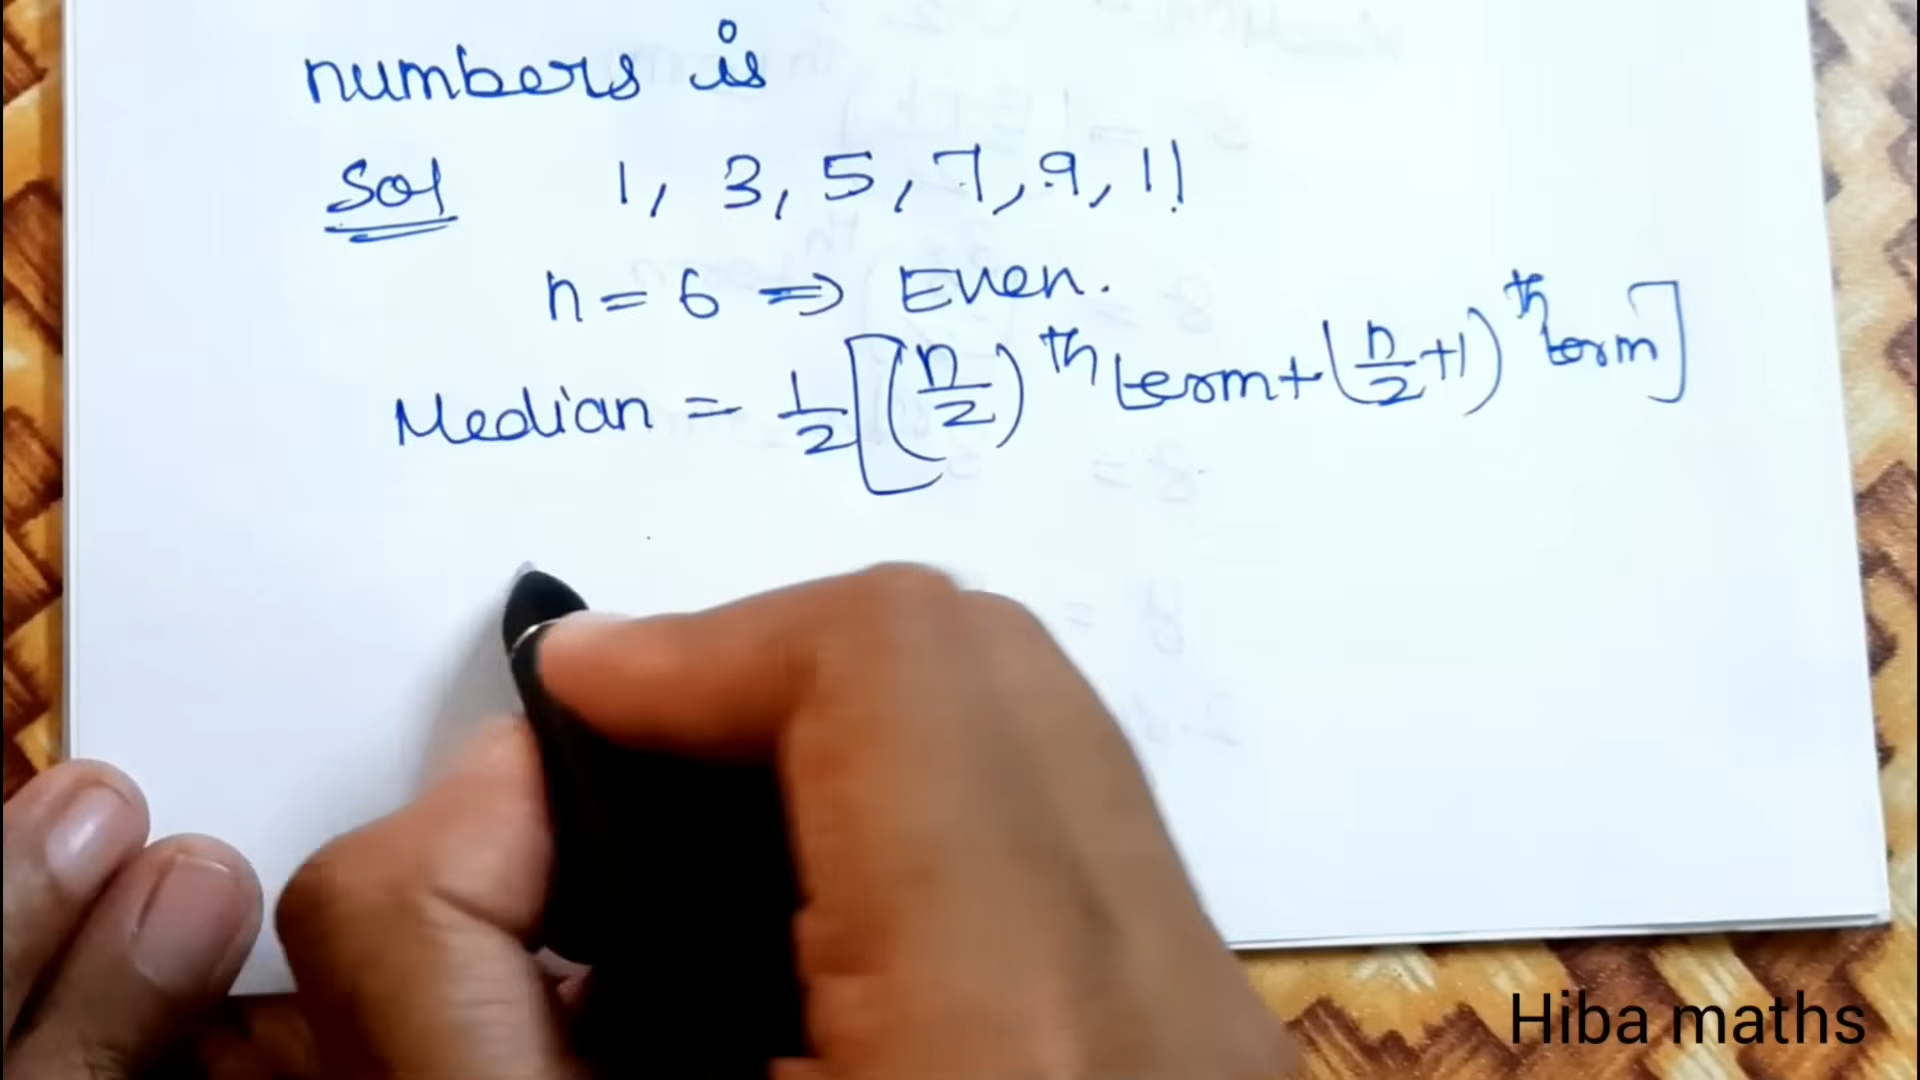 numbers is
Sol 1, 3, 5, 7, 9, 11
n = 6 ⇒ Even.
Median = 1/2 [(n/2)th term + (n/2 + 1)th term]
Hiba maths